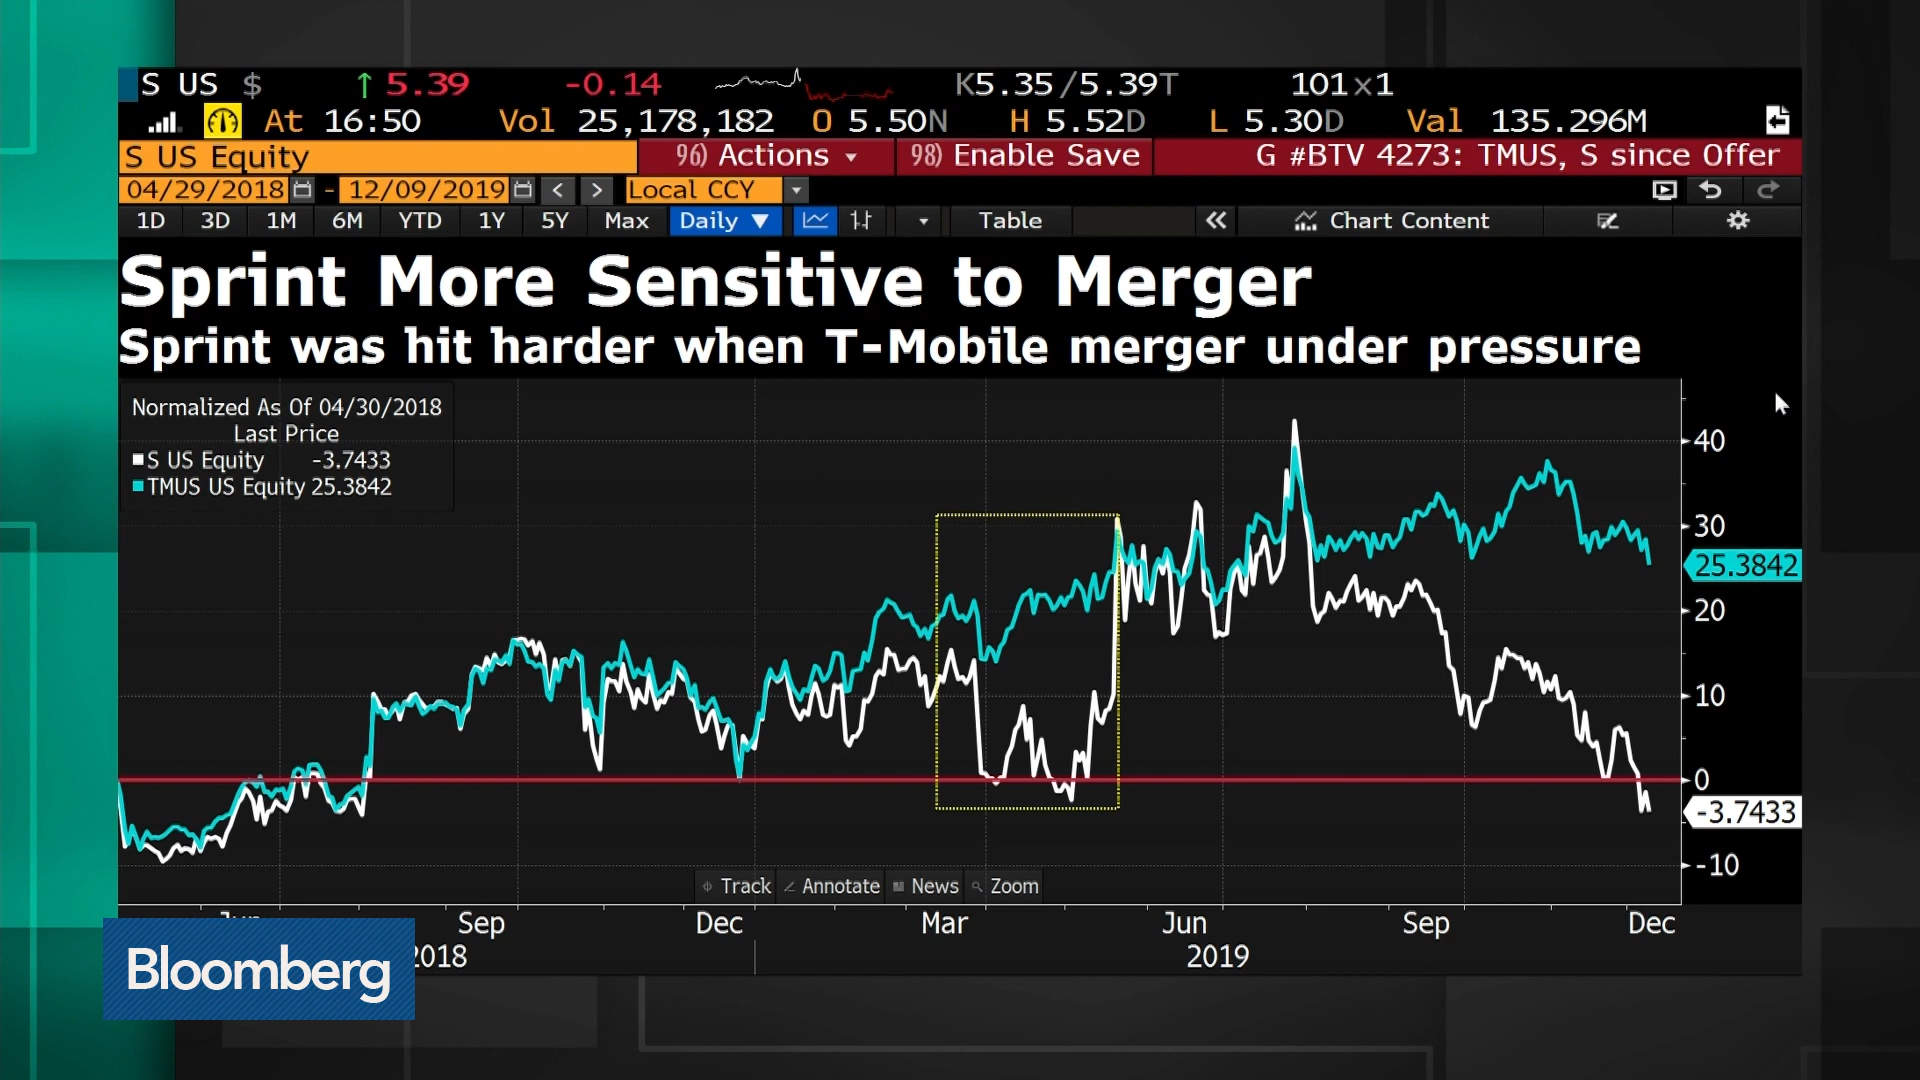 S US $ ↑ 5.39 -0.14 K5.35/5.39T 101x1
At 16:50 Vol 25,178,182 O 5.50N H 5.52D L 5.30D Val 135.296M
S US Equity 96) Actions ▾ 98) Enable Save G #BTV 4273: TMUS, S since Offer
04/29/2018 - 12/09/2019 < > Local CCY
1D 3D 1M 6M YTD 1Y 5Y Max Daily ▼ Table « Chart Content
Sprint More Sensitive to Merger
Sprint was hit harder when T-Mobile merger under pressure
Normalized As Of 04/30/2018
Last Price
S US Equity -3.7433
TMUS US Equity 25.3842
40
30
25.3842
20
10
0
-3.7433
-10
Track Annotate News Zoom
Sep Dec Mar Jun Sep Dec
2018 2019
Bloomberg